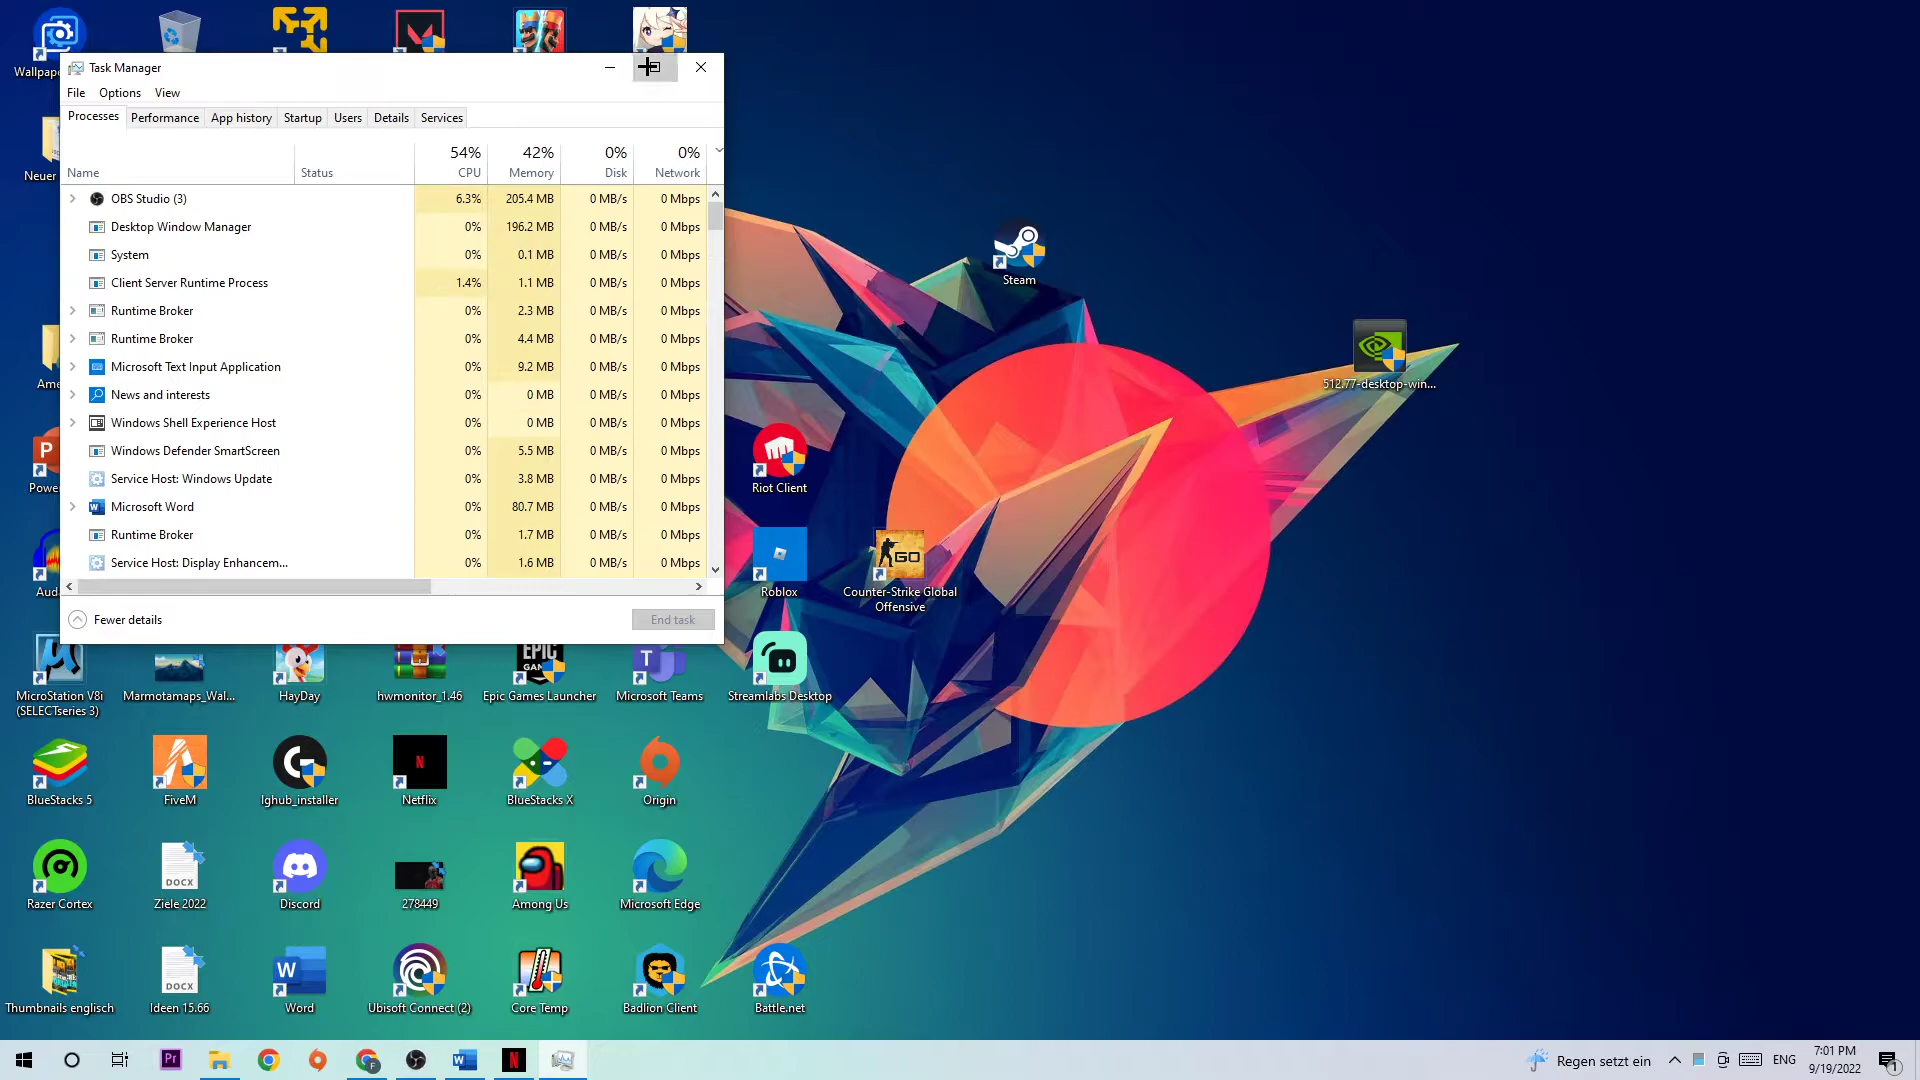 Wallpape
Task Manager
File Options View
Processes Performance App history Startup Users Details Services
54% 42% 0% 0%
Name Status CPU Memory Disk Network
OBS Studio (3) 6.3% 205.4 MB 0 MB/s 0 Mbps
Desktop Window Manager 0% 196.2 MB 0 MB/s 0 Mbps
System 0% 0.1 MB 0 MB/s 0 Mbps
Client Server Runtime Process 1.4% 1.1 MB 0 MB/s 0 Mbps
Runtime Broker 0% 2.3 MB 0 MB/s 0 Mbps
Runtime Broker 0% 4.4 MB 0 MB/s 0 Mbps
Microsoft Text Input Application 0% 9.2 MB 0 MB/s 0 Mbps
News and interests 0% 0 MB 0 MB/s 0 Mbps
Windows Shell Experience Host 0% 0 MB 0 MB/s 0 Mbps
Windows Defender SmartScreen 0% 5.5 MB 0 MB/s 0 Mbps
Service Host: Windows Update 0% 3.8 MB 0 MB/s 0 Mbps
Microsoft Word 0% 80.7 MB 0 MB/s 0 Mbps
Runtime Broker 0% 1.7 MB 0 MB/s 0 Mbps
Service Host: Display Enhancem... 0% 1.6 MB 0 MB/s 0 Mbps
Fewer details End task
Neuer
Ame
P
Power
Auda
Steam
512.77-desktop-win...
Riot Client
GO
Roblox
Counter-Strike Global
Offensive
EPIC
GAM
T
MicroStation V8i
(SELECTseries 3)
Marmotamaps_Wal...
HayDay
hwmonitor_1.46
Epic Games Launcher
Microsoft Teams
Streamlabs Desktop
N
BlueStacks 5
FiveM
lghub_installer
Netflix
BlueStacks X
Origin
DOCX
Razer Cortex
Ziele 2022
Discord
278449
Among Us
Microsoft Edge
DOCX
W
Thumbnails englisch
Ideen 15.66
Word
Ubisoft Connect (2)
Core Temp
Badlion Client
Battle.net
Pr
F
W
N
Regen setzt ein
ENG
7:01 PM
9/19/2022
1